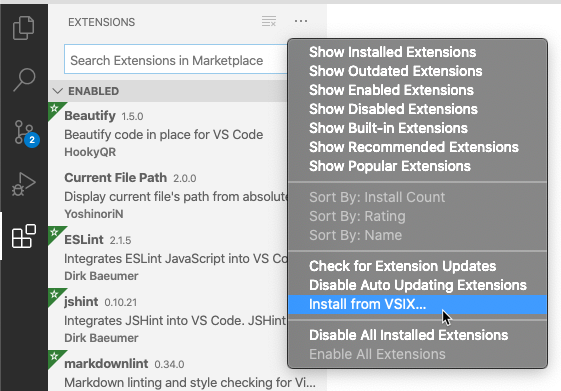 EXTENSIONS
Search Extensions in Marketplace
ENABLED
Beautify 1.5.0
Beautify code in place for VS Code
HookyQR
Current File Path 2.0.0
Display current file's path from absolute
YoshinoriN
ESLint 2.1.5
Integrates ESLint JavaScript into VS Co
Dirk Baeumer
jshint 0.10.21
Integrates JSHint into VS Code. JSHint
Dirk Baeumer
markdownlint 0.34.0
Markdown linting and style checking for Vi...
2
Show Installed Extensions
Show Outdated Extensions
Show Enabled Extensions
Show Disabled Extensions
Show Built-in Extensions
Show Recommended Extensions
Show Popular Extensions
Sort By: Install Count
Sort By: Rating
Sort By: Name
Check for Extension Updates
Disable Auto Updating Extensions
Install from VSIX...
Disable All Installed Extensions
Enable All Extensions